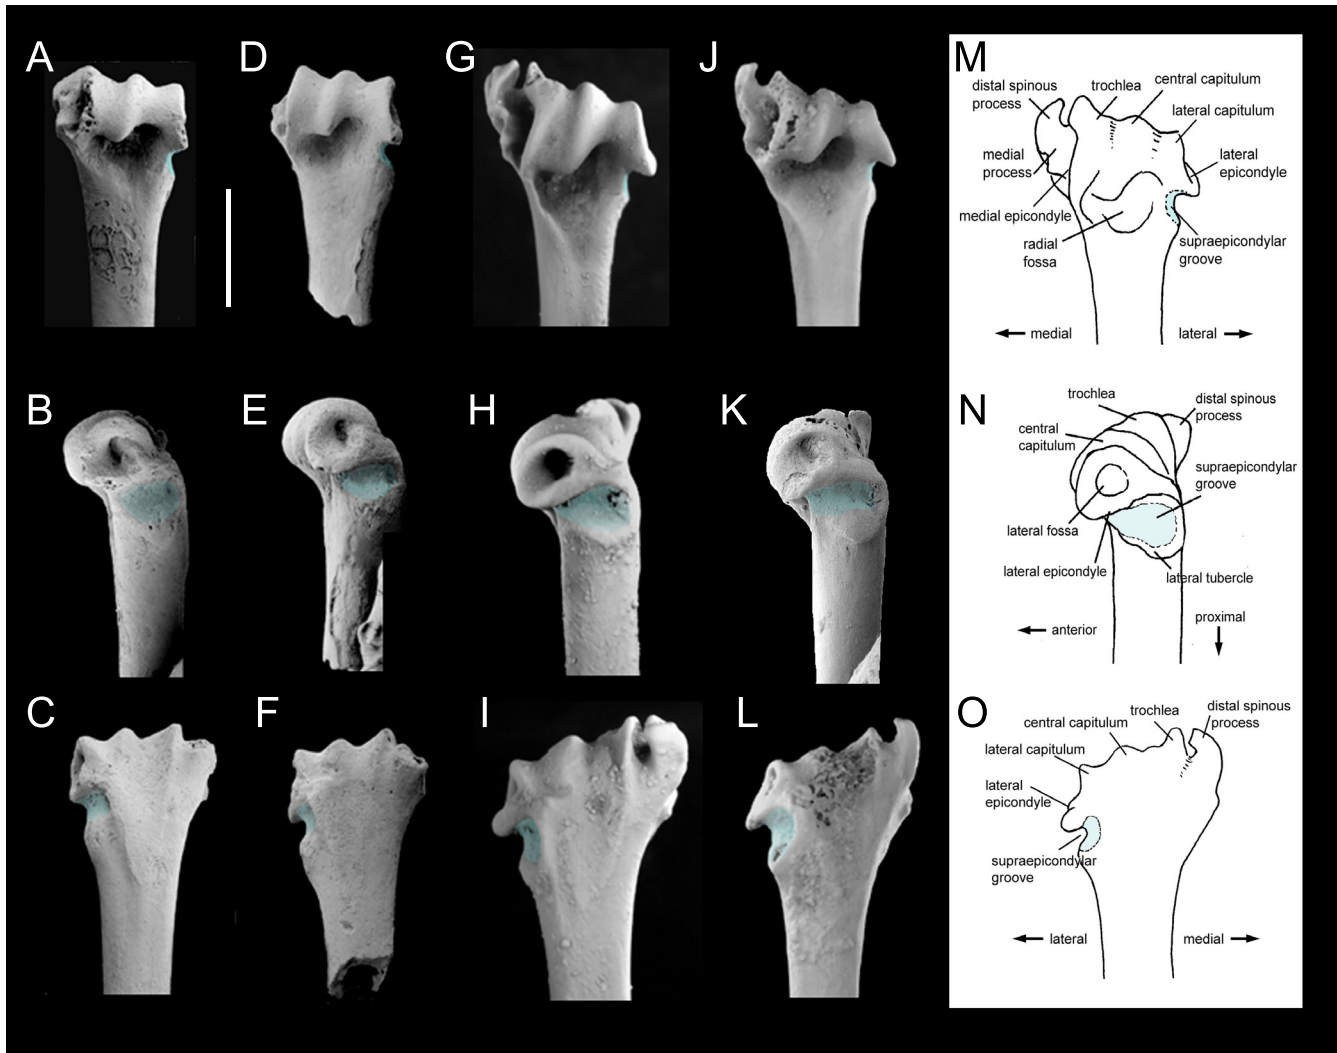 A
D
G
J
M
distal spinous
process
trochlea
central capitulum
lateral capitulum
medial
process
lateral
epicondyle
medial epicondyle
radial
fossa
supraepicondylar
groove
medial
lateral
B
E
H
K
N
trochlea
distal spinous
process
central
capitulum
supraepicondylar
groove
lateral fossa
lateral epicondyle
lateral tubercle
anterior
proximal
C
F
I
L
O
central capitulum
trochlea
distal spinous
process
lateral capitulum
lateral
epicondyle
supraepicondylar
groove
lateral
medial